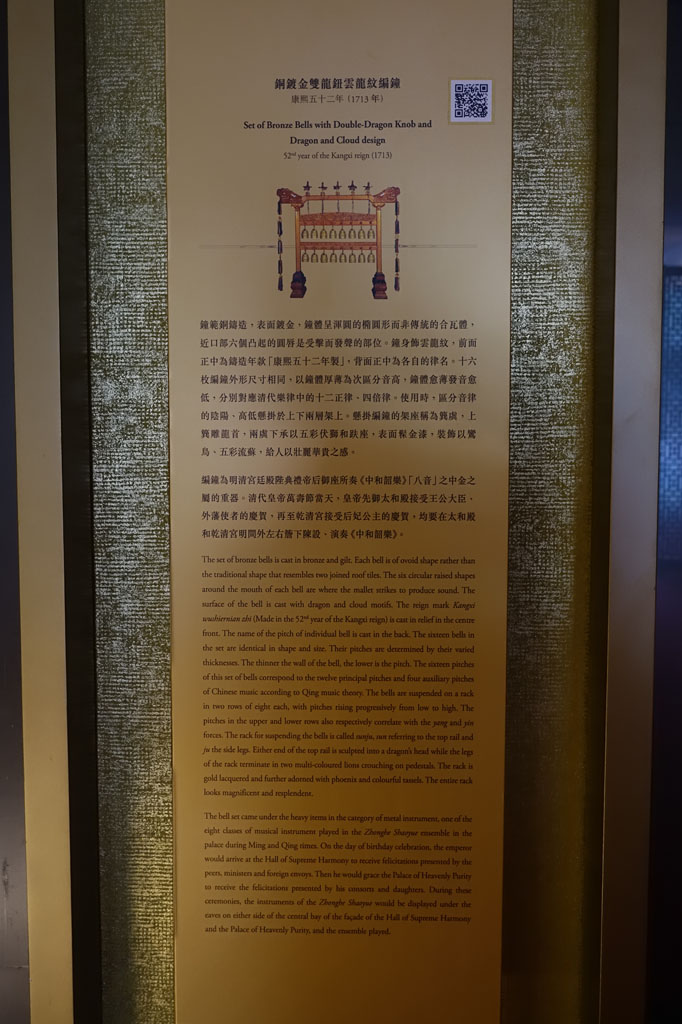 銅鍍金雙龍鈕雲龍紋編鐘
康熙五十二年 (1713 年)
Set of Bronze Bells with Double-Dragon Knob and
Dragon and Cloud design
52nd year of the Kangxi reign (1713)
鐘範銅鑄造，表面鍍金，鐘體呈渾圓的橢圓形而非傳統的合瓦體，
近口部六個凸起的圓唇是受擊而發聲的部位。鐘身飾雲龍紋，前面
正中為鑄造年款「康熙五十二年製」，背面正中為各自的律名。十六
枚編鐘外形尺寸相同，以鐘體厚薄為次區分音高，鐘體愈薄發音愈
低，分別對應清代樂律中的十二正律、四倍律。使用時，區分音律
的陰陽、高低懸掛於上下兩層架上。懸掛編鐘的架座稱為簨虡，上
簨雕龍首，兩虡下承以五彩伏獅和趺座，表面髹金漆，裝飾以鷺
鳥、五彩流蘇，給人以壯麗華貴之感。
編鐘為明清宮廷殿陛典禮帝后御座所奏《中和韶樂》「八音」之中金之
屬的重器。清代皇帝萬壽節當天，皇帝先御太和殿接受王公大臣、
外藩使者的慶賀，再至乾清宮接受后妃公主的慶賀，均要在太和殿
和乾清宮明間外左右簷下陳設、演奏《中和韶樂》。
The set of bronze bells is cast in bronze and gilt. Each bell is of ovoid shape rather than
the traditional shape that resembles two joined roof tiles. The six circular raised shapes
around the mouth of each bell are where the mallet strikes to produce sound. The
surface of the bell is cast with dragon and cloud motifs. The reign mark Kangxi
wushiernian zhi (Made in the 52nd year of the Kangxi reign) is cast in relief in the centre
front. The name of the pitch of individual bell is cast in the back. The sixteen bells in
the set are identical in shape and size. Their pitches are determined by their varied
thicknesses. The thinner the wall of the bell, the lower is the pitch. The sixteen pitches
of this set of bells correspond to the twelve principal pitches and four auxiliary pitches
of Chinese music according to Qing music theory. The bells are suspended on a rack
in two rows of eight each, with pitches rising progressively from low to high. The
pitches in the upper and lower rows also respectively correlate with the yang and yin
forces. The rack for suspending the bells is called sunju, sun referring to the top rail and
ju the side legs. Either end of the top rail is sculpted into a dragon's head while the legs
of the rack terminate in two multi-coloured lions crouching on pedestals. The rack is
gold lacquered and further adorned with phoenix and colourful tassels. The entire rack
looks magnificent and resplendent.
The bell set came under the heavy items in the category of metal instrument, one of the
eight classes of musical instrument played in the Zhonghe Shaoyue ensemble in the
palace during Ming and Qing times. On the day of birthday celebration, the emperor
would arrive at the Hall of Supreme Harmony to receive felicitations presented by the
peers, ministers and foreign envoys. Then he would grace the Palace of Heavenly Purity
to receive the felicitations presented by his consorts and daughters. During these
ceremonies, the instruments of the Zhonghe Shaoyue would be displayed under the
eaves on either side of the central bay of the façade of the Hall of Supreme Harmony
and the Palace of Heavenly Purity, and the ensemble played.